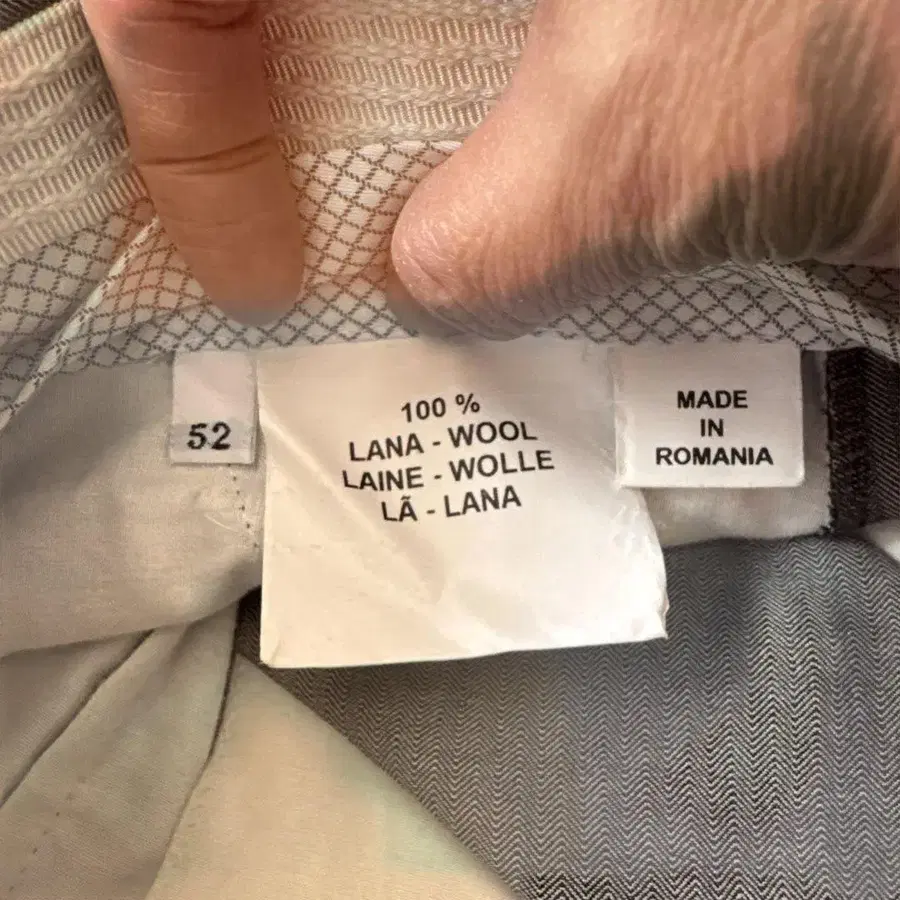 52
100 %
LANA - WOOL
LAINE - WOLLE
LÃ - LANA
MADE
IN
ROMANIA